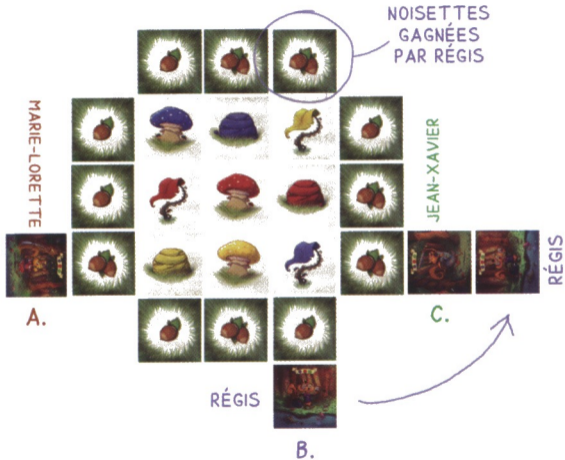 NOISETTES
GAGNÉES
PAR RÉGIS
MARIE-LORETTE
JEAN-XAVIER
RÉGIS
A.
C.
RÉGIS
B.